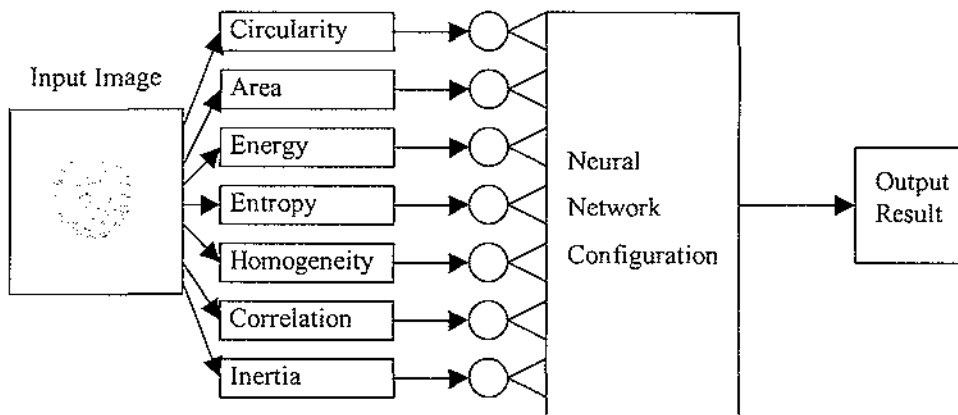 Input Image
Circularity
Area
Energy
Entropy
Homogeneity
Correlation
Inertia
Neural
Network
Configuration
Output
Result